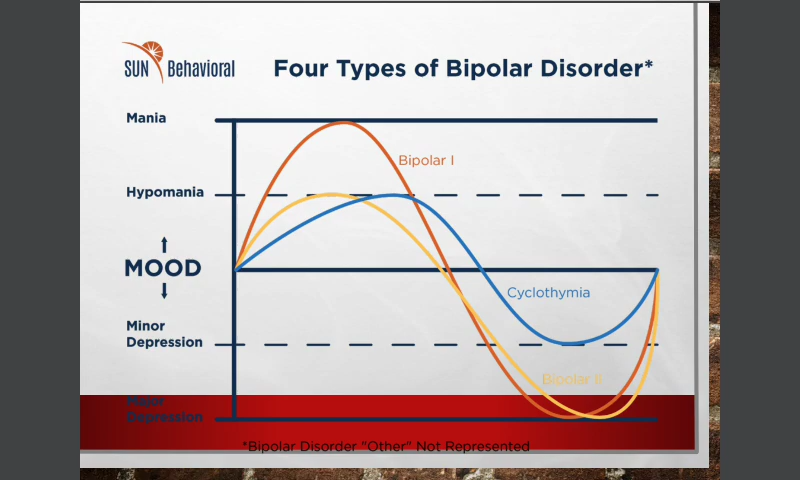 SUN Behavioral
Four Types of Bipolar Disorder*
Mania
Bipolar I
Hypomania
MOOD
Cyclothymia
Minor
Depression
Bipolar II
Major
Depression
*Bipolar Disorder "Other" Not Represented